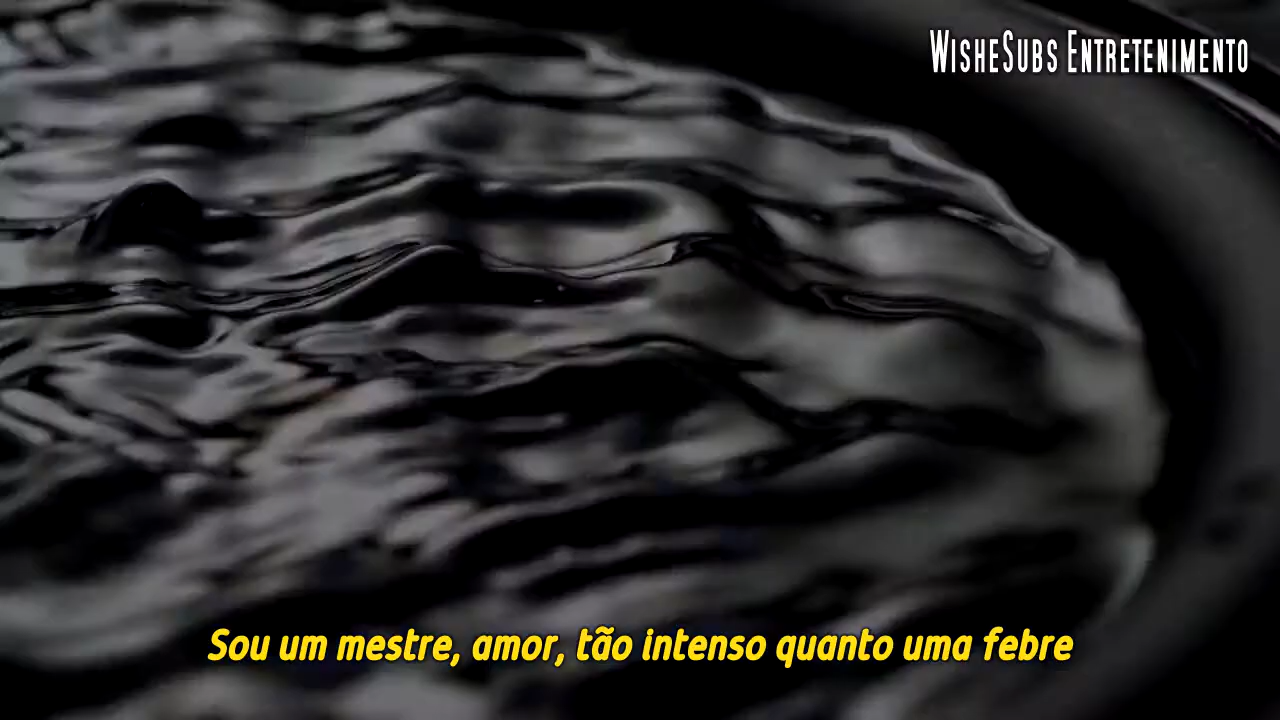 WisheSubs Entretenimento
Sou um mestre, amor, tão intenso quanto uma febre